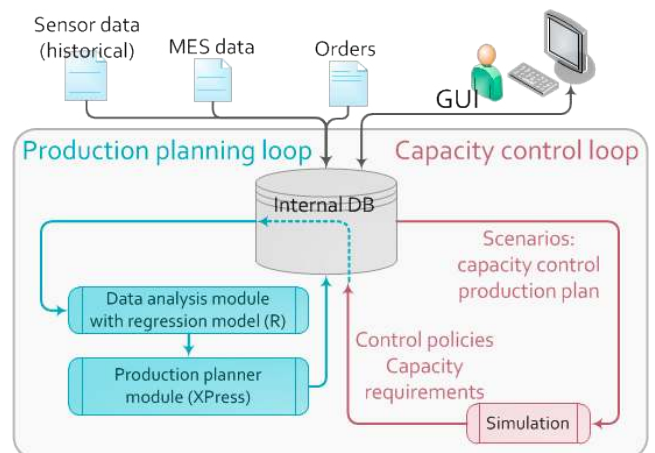 Sensor data
(historical)
MES data
Orders
GUI
Production planning loop
Capacity control loop
Internal DB
Scenarios:
capacity control
production plan
Data analysis module
with regression model (R)
Control policies
Capacity
requirements
Production planner
module (XPress)
Simulation